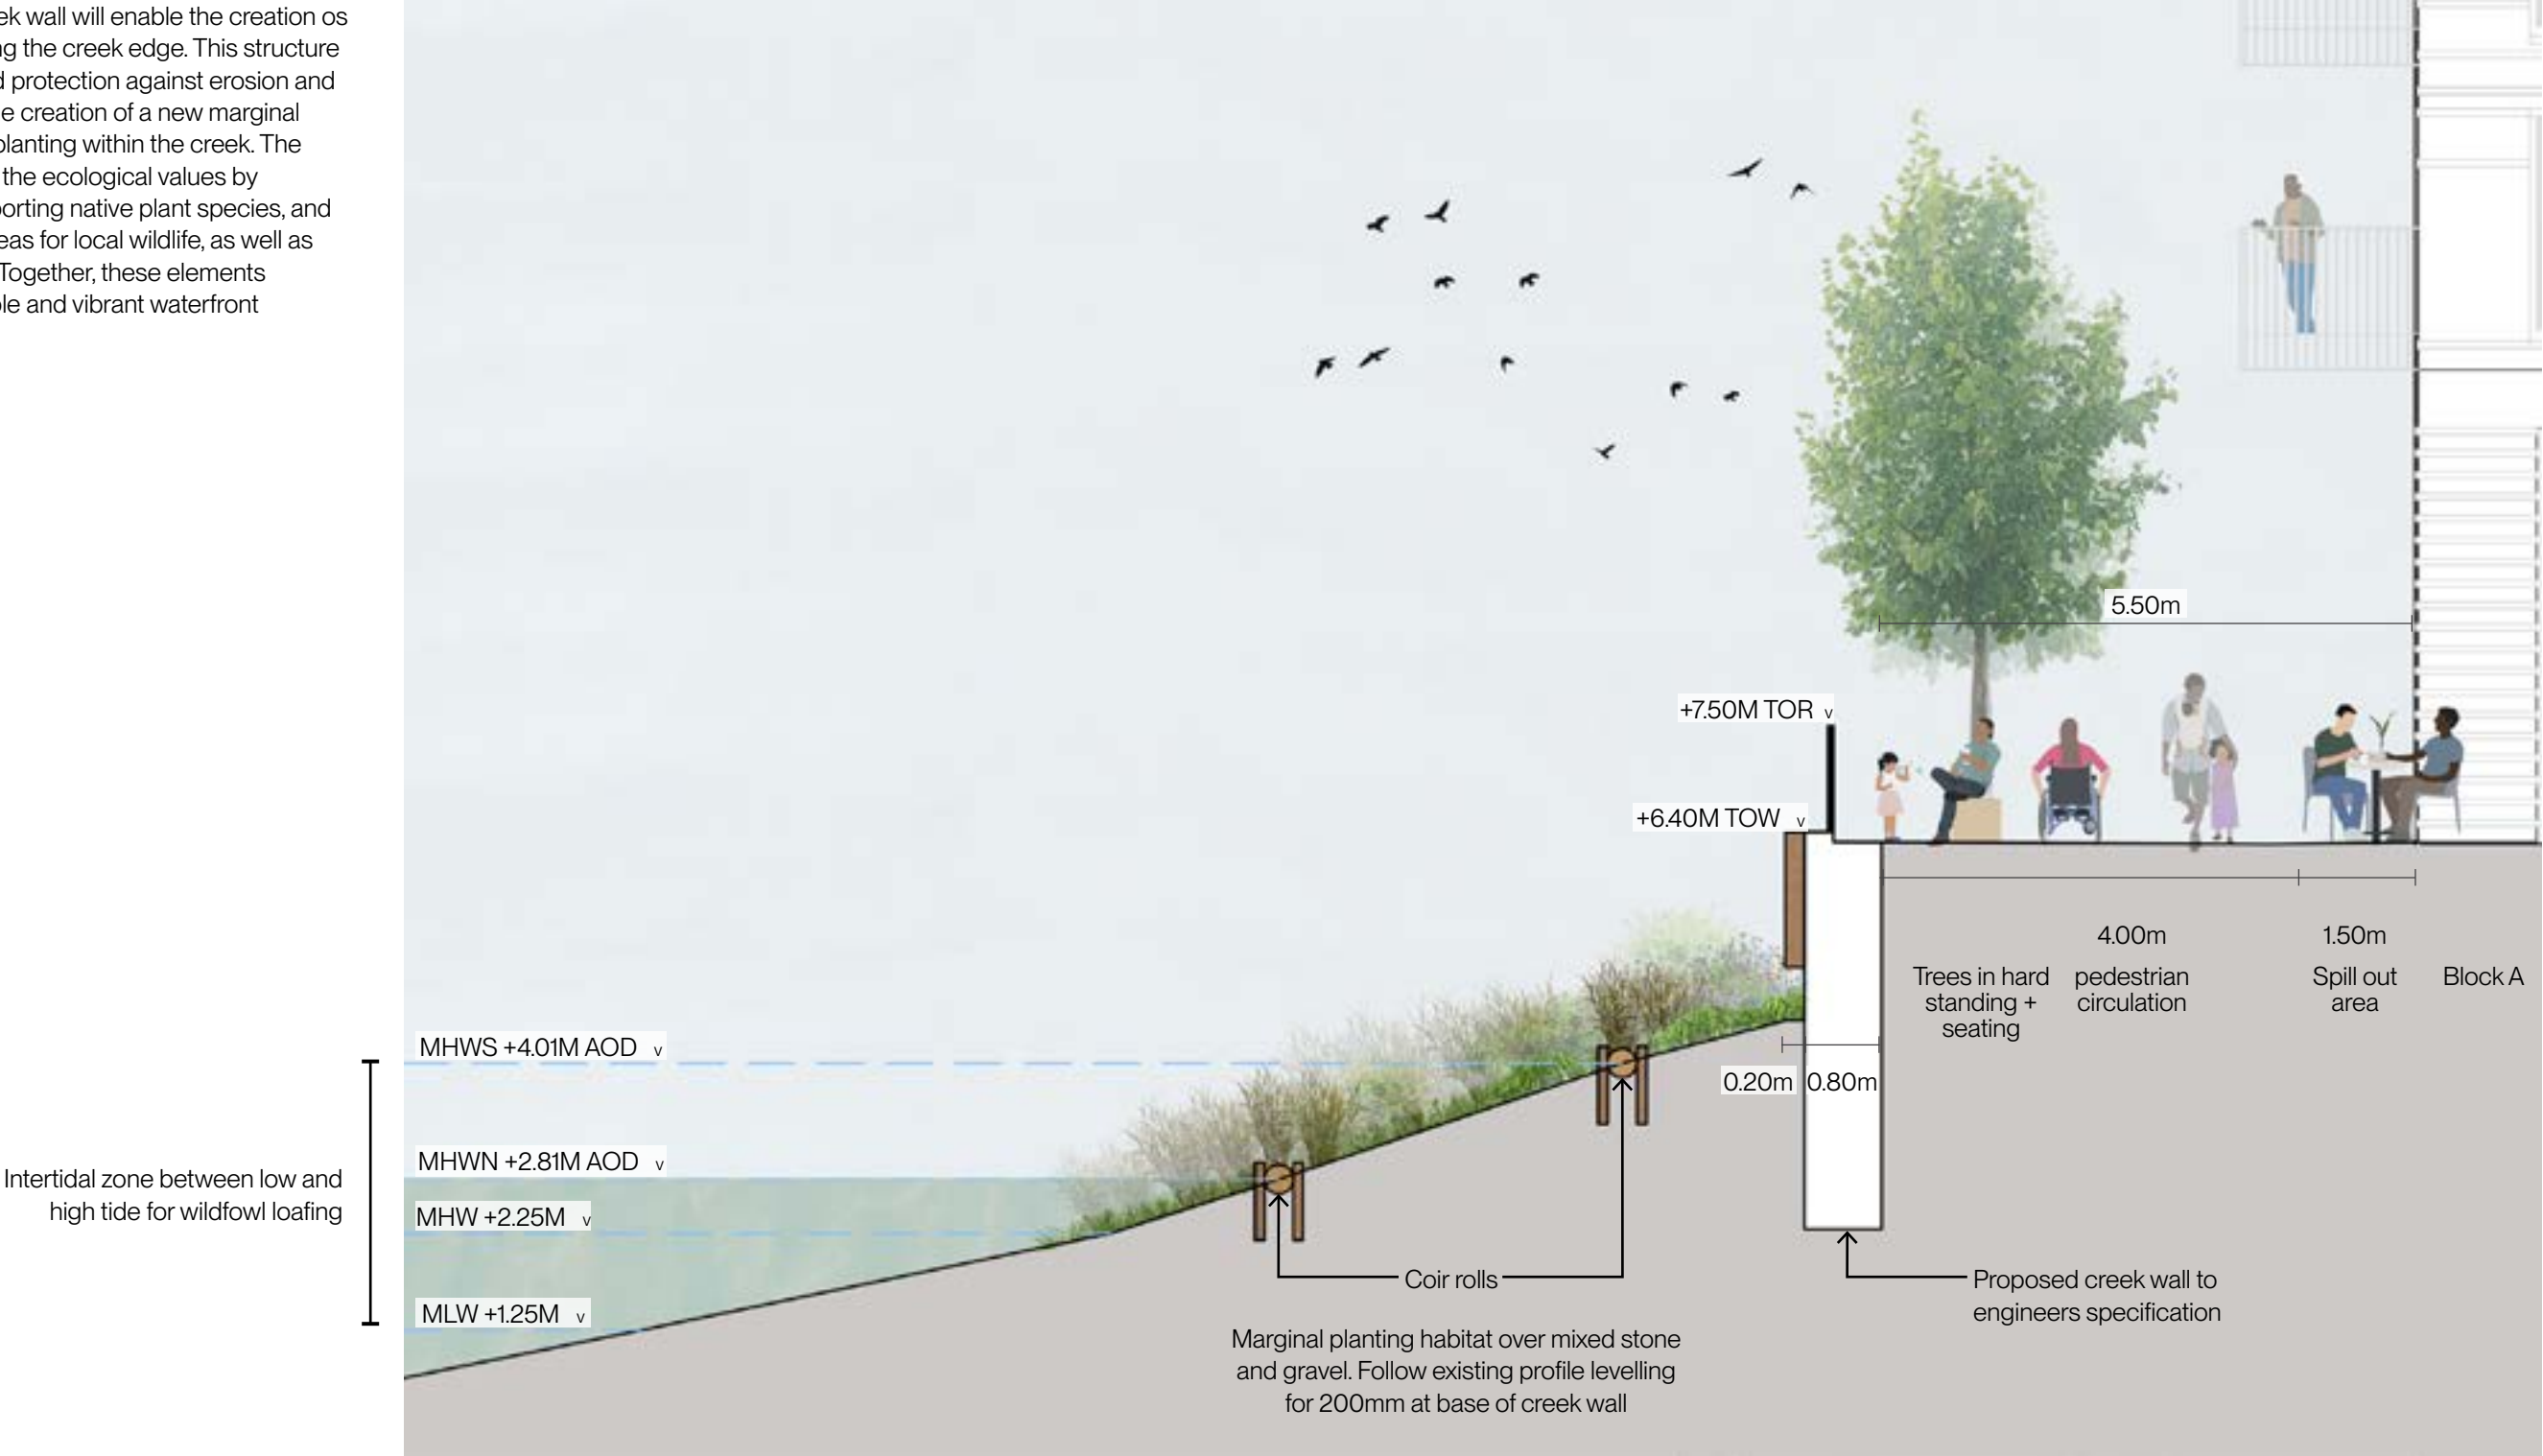 ek wall will enable the creation os
ng the creek edge. This structure
d protection against erosion and
e creation of a new marginal
planting within the creek. The
the ecological values by
porting native plant species, and
eas for local wildlife, as well as
Together, these elements
ole and vibrant waterfront
5.50m
+7.50M TOR v
+6.40M TOW v
4.00m
1.50m
Trees in hard
standing +
seating
pedestrian
circulation
Spill out
area
Block A
MHWS +4.01M AOD v
0.20m
0.80m
MHWN +2.81M AOD v
Intertidal zone between low and
high tide for wildfowl loafing
MHW +2.25M v
MLW +1.25M v
Coir rolls
Proposed creek wall to
engineers specification
Marginal planting habitat over mixed stone
and gravel. Follow existing profile levelling
for 200mm at base of creek wall